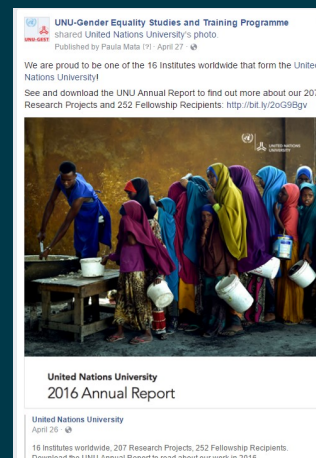 UNU-Gender Equality Studies and Training Programme
shared United Nations University's photo.
Published by Paula Mata [?] · April 27 ·
UNU-GEST
We are proud to be one of the 16 Institutes worldwide that form the United
Nations University!
See and download the UNU Annual Report to find out more about our 207
Research Projects and 252 Fellowship Recipients: http://bit.ly/2oG9Bgv
UNITED NATIONS
UNIVERSITY
United Nations University
2016 Annual Report
United Nations University
April 26 ·
16 Institutes worldwide, 207 Research Projects, 252 Fellowship Recipients.
Download the UNU Annual Report to read about our work in 2016